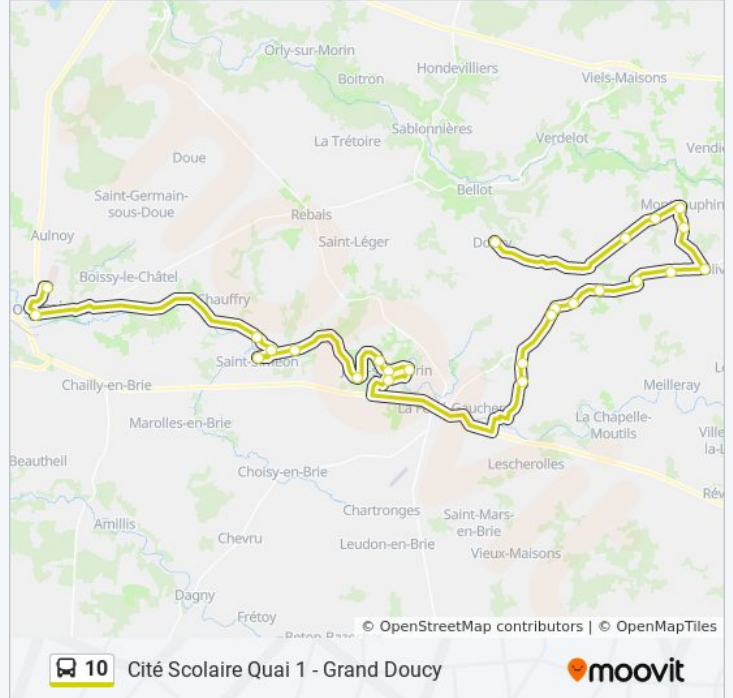 Orly-sur-Morin
Hondevilliers
Boitron
Viels-Maisons
Sablonnières
La Trétoire
Verdelot
Doue
Bellot
Saint-Germain-
sous-Doue
Rebais
Aulnoy
Saint-Léger
Boissy-le-Châtel
Chauffry
Chailly-en-Brie
Meilleray
Marolles-en-Brie
La Chapelle-
Moutils
Beautheil
Lescherolles
Choisy-en-Brie
Chartronges
Saint-Mars-
en-Brie
Amillis
Chevru
Leudon-en-Brie
Vieux-Maisons
Dagny
Frétoy
© OpenStreetMap contributors | © OpenMapTiles
10 Cité Scolaire Quai 1 - Grand Doucy
moovit